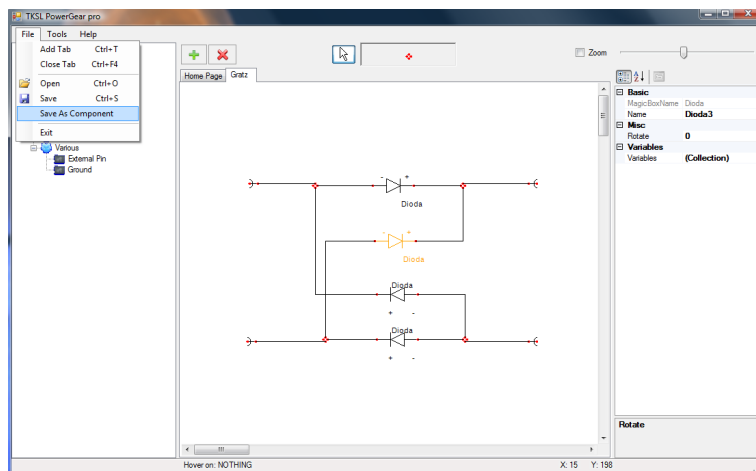 TKSL PowerGear pro
File Tools Help
Add Tab Ctrl+T
Close Tab Ctrl+F4
Open Ctrl+O
Save Ctrl+S
Save As Component
Exit
Various
External Pin
Ground
Zoom
Home Page Gratz
- +
Dioda
- +
Dioda
Dioda
+ -
Dioda
+ -
Basic
MagicBoxName Dioda
Name Dioda3
Misc
Rotate 0
Variables
Variables (Collection)
Rotate
Hover on: NOTHING X: 15 Y: 198